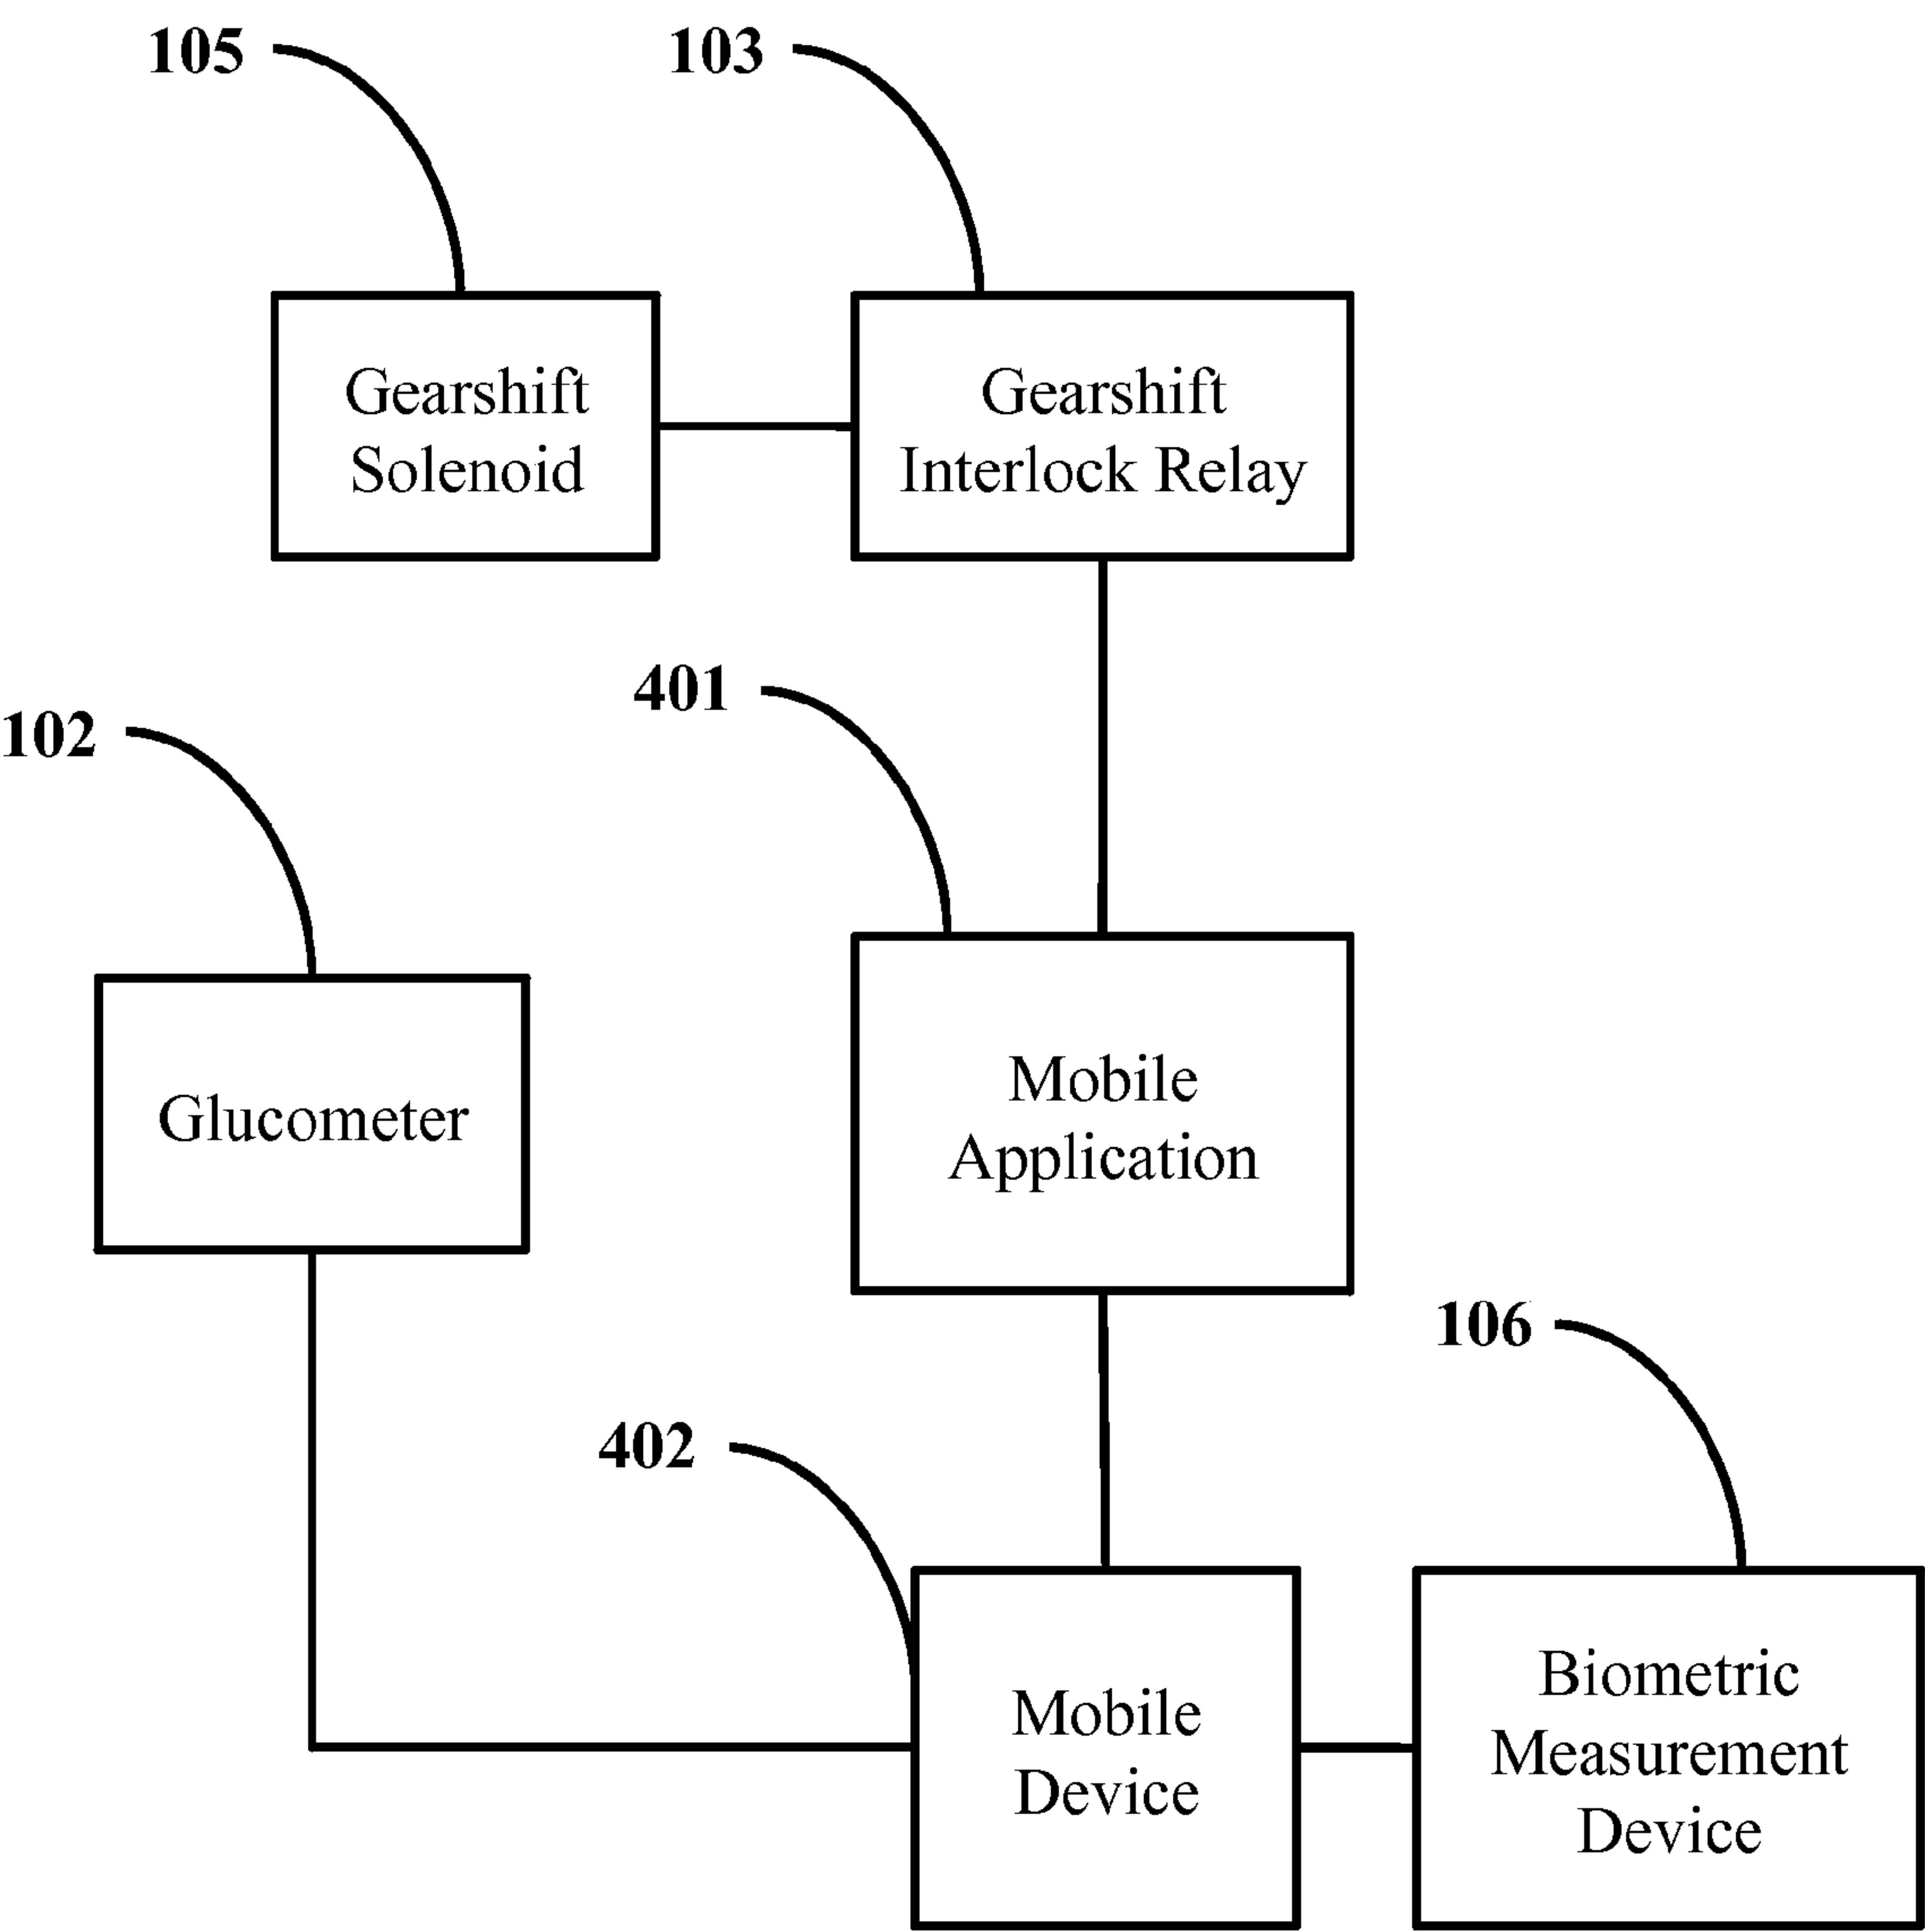 105
103
Gearshift
Solenoid
Gearshift
Interlock Relay
401
102
Mobile
Application
Glucometer
106
402
Mobile
Device
Biometric
Measurement
Device